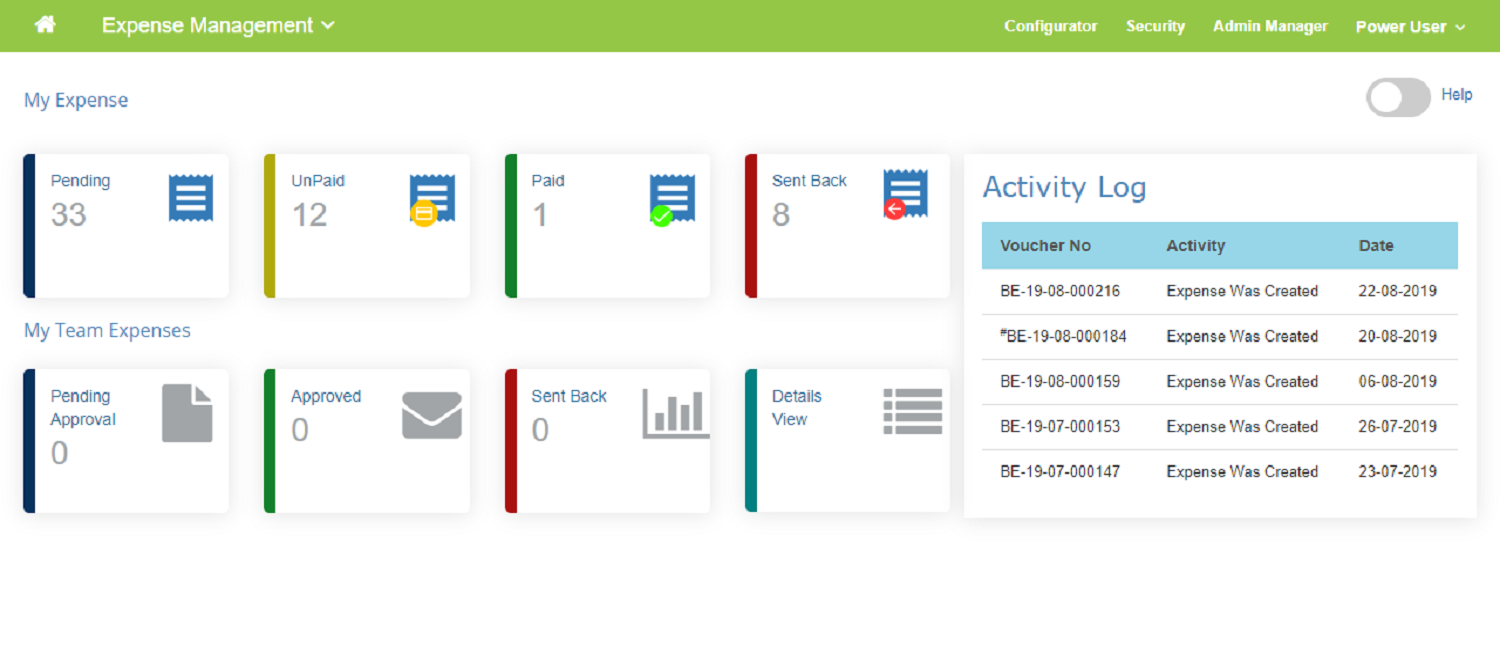 Expense Management
Configurator Security Admin Manager Power User
My Expense
Help
Pending
33
UnPaid
12
Paid
1
Sent Back
8
My Team Expenses
Pending
Approval
0
Approved
0
Sent Back
0
Details
View
Activity Log
Voucher No Activity Date
BE-19-08-000216 Expense Was Created 22-08-2019
#BE-19-08-000184 Expense Was Created 20-08-2019
BE-19-08-000159 Expense Was Created 06-08-2019
BE-19-07-000153 Expense Was Created 26-07-2019
BE-19-07-000147 Expense Was Created 23-07-2019